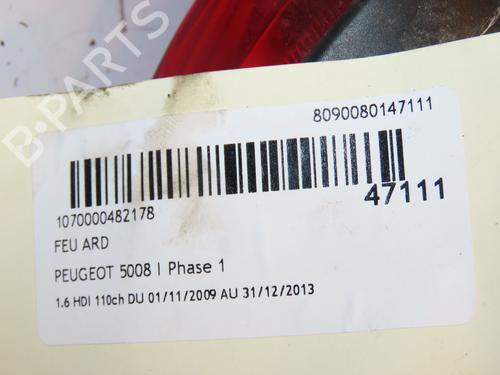 B-PARTS
8090080147111
47111
1070000482178
FEU ARD
PEUGEOT 5008 I Phase 1
1.6 HDI 110ch DU 01/11/2009 AU 31/12/2013